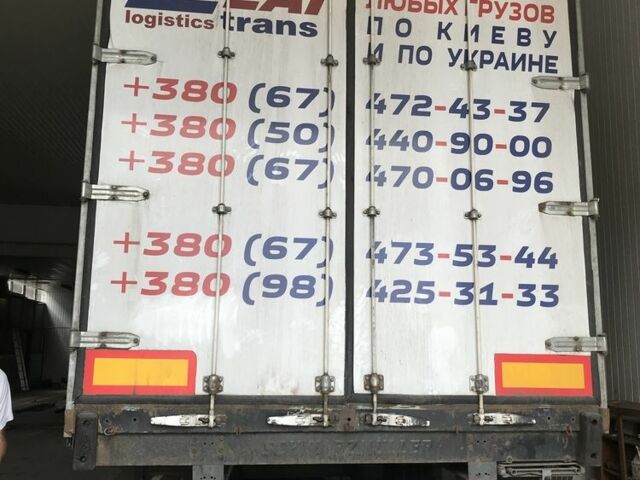 ЛЮБЫХ ГРУЗОВ
logistics trans ПО КИЕВУ
И ПО УКРАИНЕ
+380 (67) 472-43-37
+380 (50) 440-90-00
+380 (67) 470-06-96
+380 (67) 473-53-44
+380 (98) 425-31-33